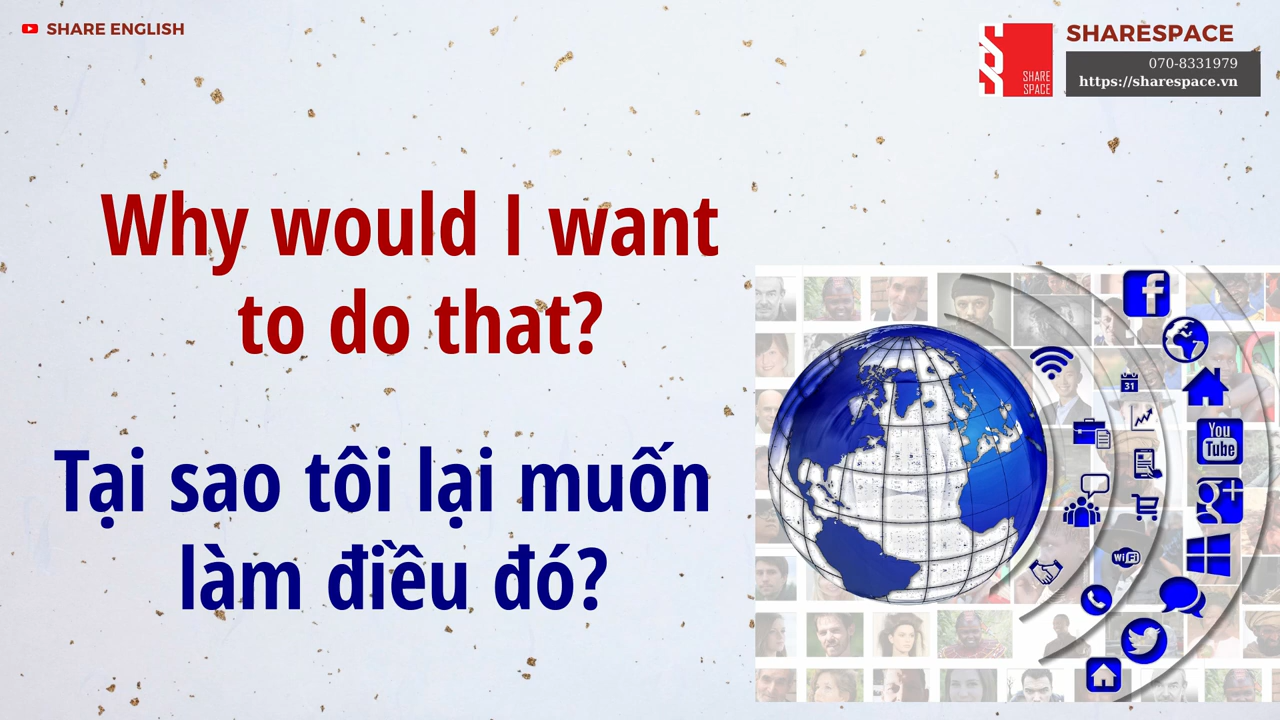 SHARE ENGLISH
SHARESPACE
070-8331979
https://sharespace.vn
SHARE
SPACE
Why would I want
to do that?
Tại sao tôi lại muốn
làm điều đó?
31
You
Tube
WiFi